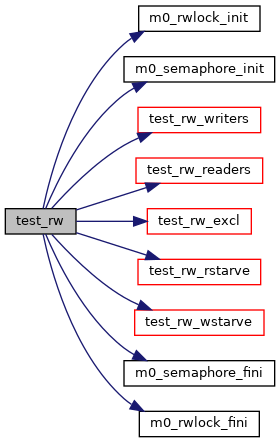 m0_rwlock_init
m0_semaphore_init
test_rw_writers
test_rw_readers
test_rw
test_rw_excl
test_rw_rstarve
test_rw_wstarve
m0_semaphore_fini
m0_rwlock_fini